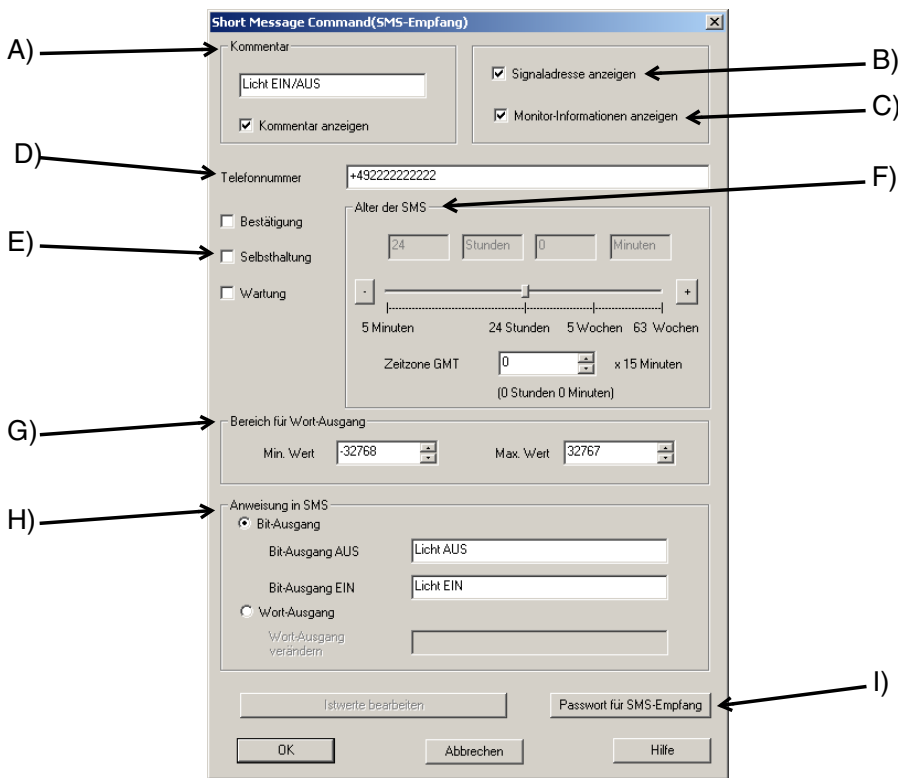 Short Message Command(SMS-Empfang)
A)
Kommentar
Licht EIN/AUS
Kommentar anzeigen
Signaladresse anzeigen
B)
Monitor-Informationen anzeigen
C)
D)
Telefonnummer
+492222222222
F)
Bestätigung
E)
Selbsthaltung
Wartung
Alter der SMS
24 Stunden 0 Minuten
- +
5 Minuten 24 Stunden 5 Wochen 63 Wochen
Zeitzone GMT 0 x 15 Minuten
(0 Stunden 0 Minuten)
G)
Bereich für Wort-Ausgang
Min. Wert -32768 Max. Wert 32767
H)
Anweisung in SMS
Bit-Ausgang
Bit-Ausgang AUS Licht AUS
Bit-Ausgang EIN Licht EIN
Wort-Ausgang
Wort-Ausgang
verändern
I)
Istwerte bearbeiten Passwort für SMS-Empfang
OK Abbrechen Hilfe